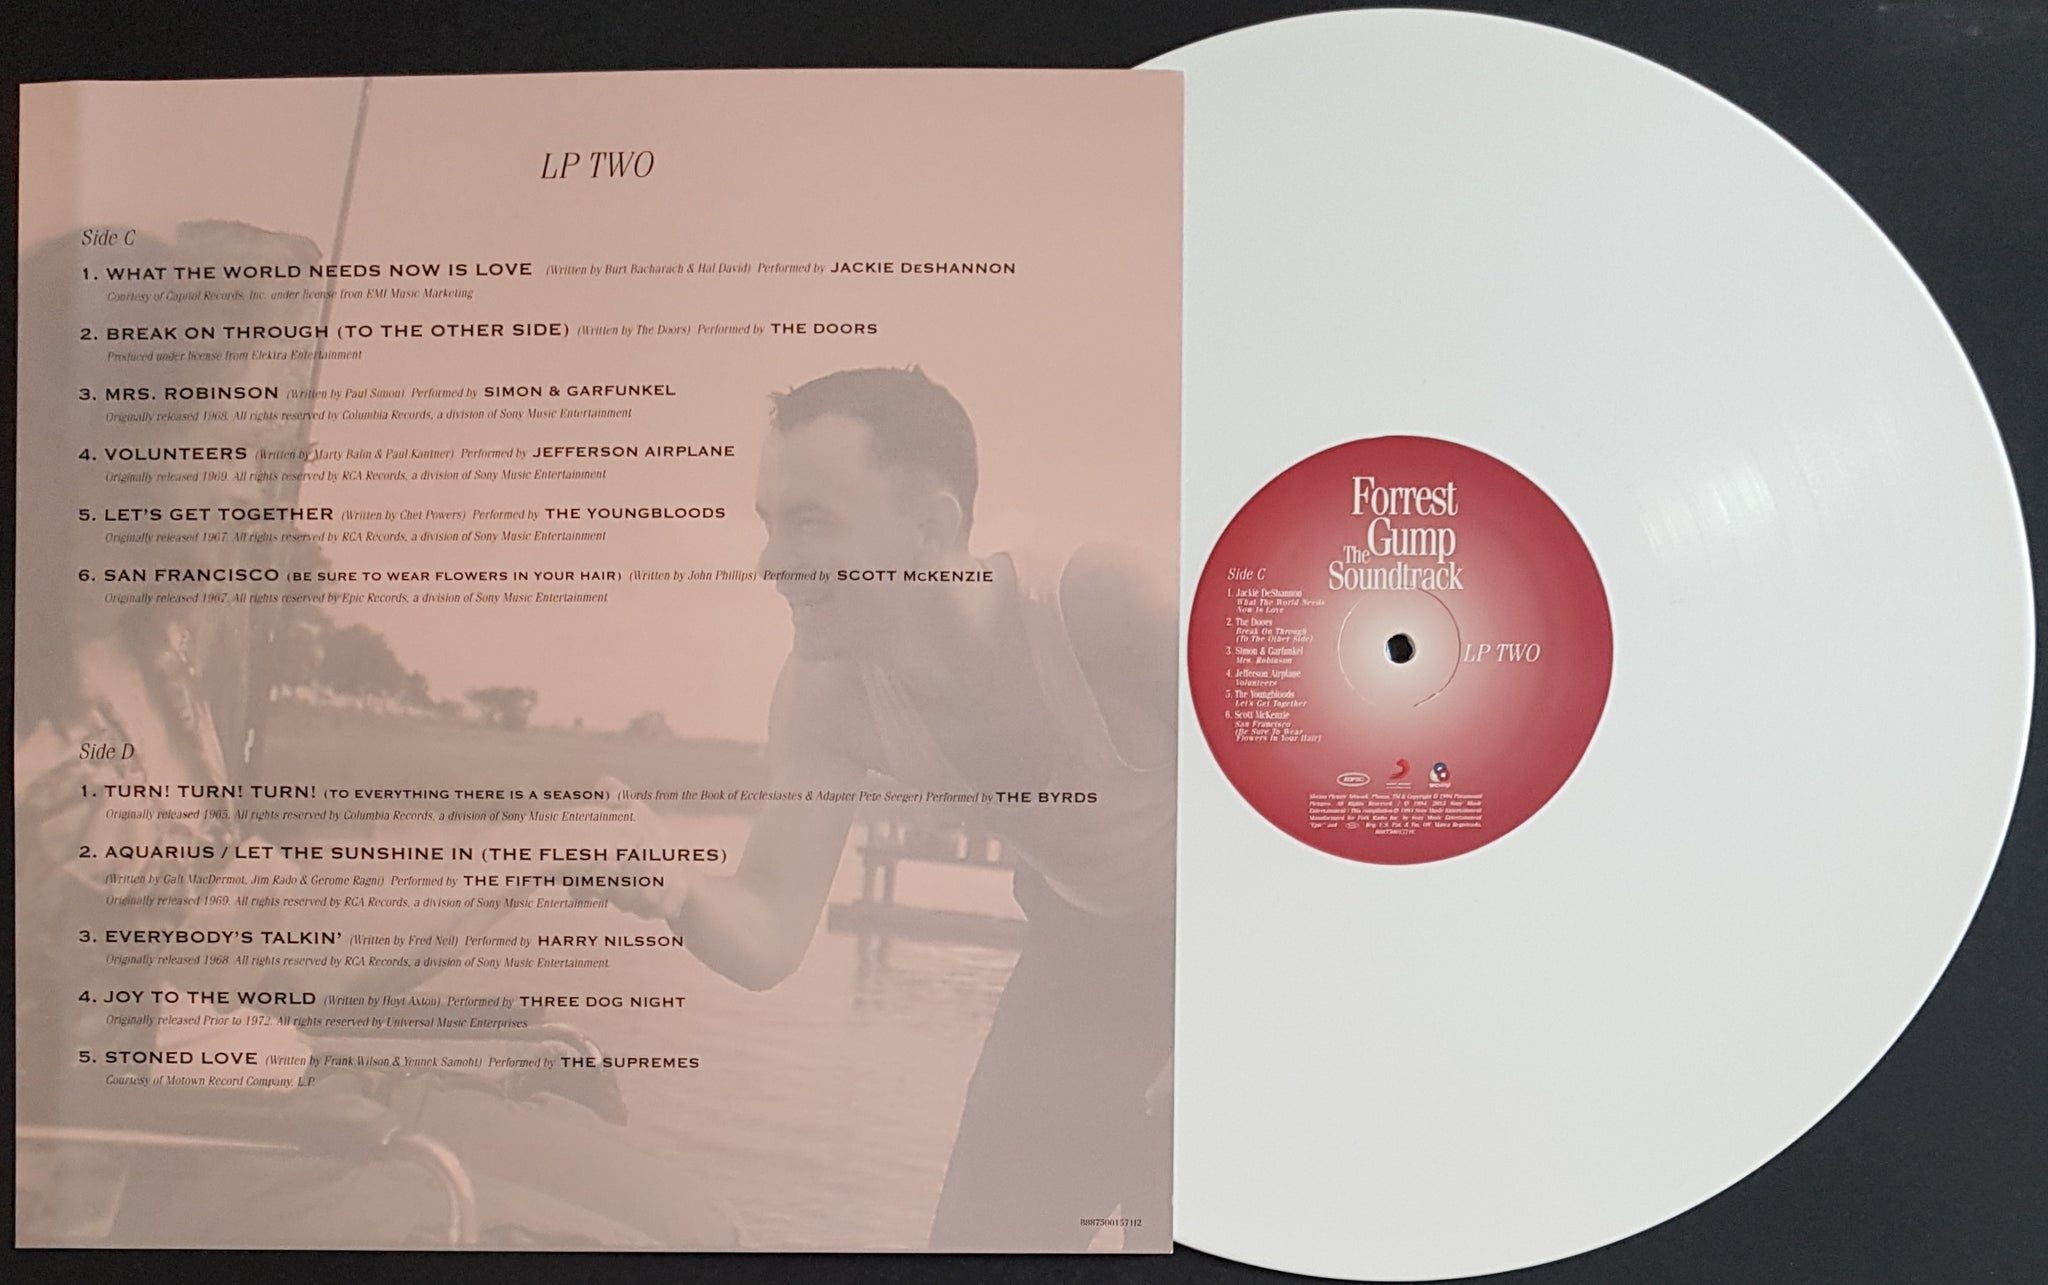 LP TWO
Side C
1. WHAT THE WORLD NEEDS NOW IS LOVE (Written by Burt Bacharach & Hal David) Performed by JACKIE DeSHANNON
Courtesy of Capitol Records, Inc. under license from EMI Music Marketing
2. BREAK ON THROUGH (TO THE OTHER SIDE) (Written by The Doors) Performed by THE DOORS
Produced under license from Elektra Entertainment
3. MRS. ROBINSON (Written by Paul Simon) Performed by SIMON & GARFUNKEL
Originally released 1968. All rights reserved by Columbia Records, a division of Sony Music Entertainment
4. VOLUNTEERS (Written by Marty Balin & Paul Kantner) Performed by JEFFERSON AIRPLANE
Originally released 1969. All rights reserved by RCA Records, a division of Sony Music Entertainment
5. LET'S GET TOGETHER (Written by Chet Powers) Performed by THE YOUNGBLOODS
Originally released 1967. All rights reserved by RCA Records, a division of Sony Music Entertainment
6. SAN FRANCISCO (BE SURE TO WEAR FLOWERS IN YOUR HAIR) (Written by John Phillips) Performed by SCOTT McKENZIE
Originally released 1967. All rights reserved by Epic Records, a division of Sony Music Entertainment
Side D
1. TURN! TURN! TURN! (TO EVERYTHING THERE IS A SEASON) (Words from the Book of Ecclesiastes & Adapter Pete Seeger) Performed by THE BYRDS
Originally released 1965. All rights reserved by Columbia Records, a division of Sony Music Entertainment.
2. AQUARIUS / LET THE SUNSHINE IN (THE FLESH FAILURES)
(Written by Galt MacDermot, Jim Rado & Gerome Ragni) Performed by THE FIFTH DIMENSION
Originally released 1969. All rights reserved by RCA Records, a division of Sony Music Entertainment
3. EVERYBODY'S TALKIN' (Written by Fred Neil) Performed by HARRY NILSSON
Originally released 1968. All rights reserved by RCA Records, a division of Sony Music Entertainment
4. JOY TO THE WORLD (Written by Hoyt Axton) Performed by THREE DOG NIGHT
Originally released Prior to 1972. All rights reserved by Universal Music Enterprises
5. STONED LOVE (Written by Frank Wilson & Yennek Samoht) Performed by THE SUPREMES
Courtesy of Motown Record Company, L.P.
88875001571I2
Forrest
Gump
The Soundtrack
Side C
1. Jackie DeShannon
What The World Needs
Now Is Love
2. The Doors
Break On Through
(To The Other Side)
3. Simon & Garfunkel
Mrs. Robinson
4. Jefferson Airplane
Volunteers
5. The Youngbloods
Let's Get Together
6. Scott McKenzie
San Francisco
(Be Sure To Wear
Flowers In Your Hair)
LP TWO
EPIC